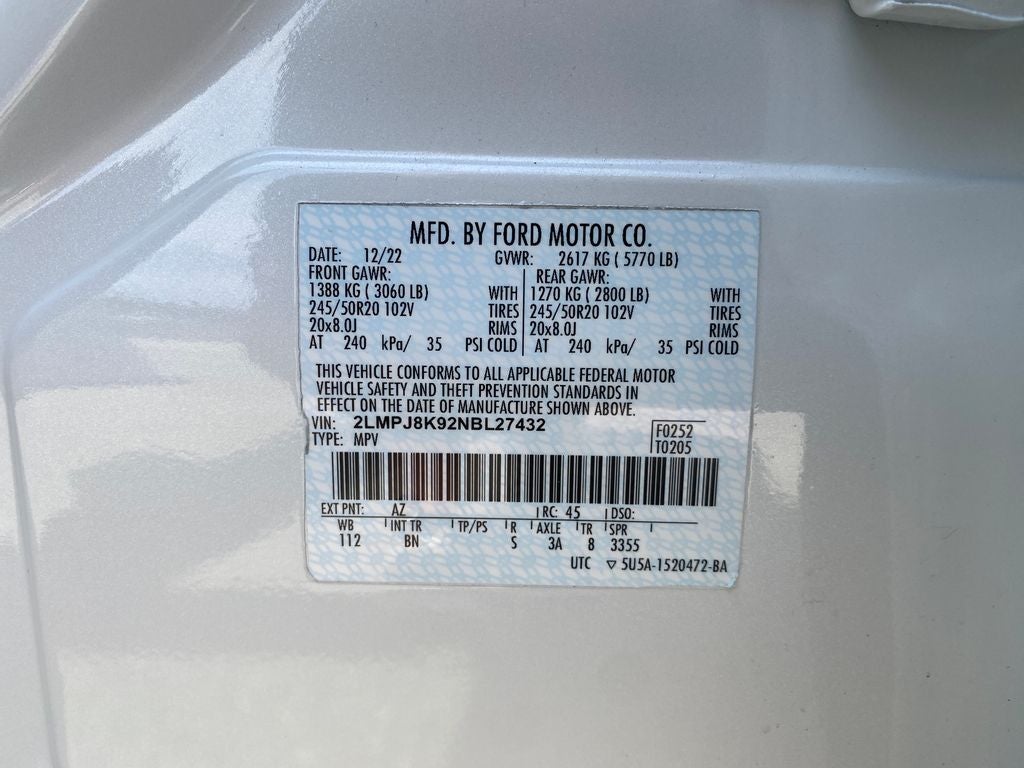 MFD. BY FORD MOTOR CO.
DATE: 12/22 GVWR: 2617 KG ( 5770 LB)
FRONT GAWR: REAR GAWR:
1388 KG ( 3060 LB) WITH 1270 KG ( 2800 LB) WITH
245/50R20 102V TIRES 245/50R20 102V TIRES
20x8.0J RIMS 20x8.0J RIMS
AT 240 kPa/ 35 PSI COLD AT 240 kPa/ 35 PSI COLD
THIS VEHICLE CONFORMS TO ALL APPLICABLE FEDERAL MOTOR
VEHICLE SAFETY AND THEFT PREVENTION STANDARDS IN
EFFECT ON THE DATE OF MANUFACTURE SHOWN ABOVE.
VIN: 2LMPJ8K92NBL27432
TYPE: MPV
F0252
T0205
EXT PNT: AZ RC: 45 DSO:
WB INT TR TP/PS R AXLE TR SPR
112 BN S 3A 8 3355
UTC ▽ 5U5A-1520472-BA